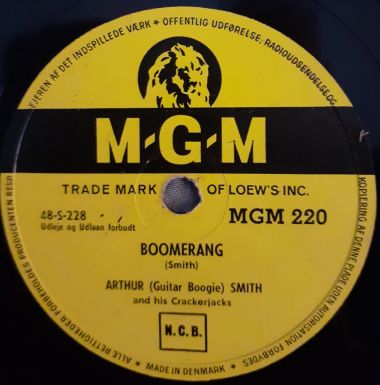 EJEREN AF DET INDSPILLEDE VÆRK • OFFENTLIG UDFØRELSE, RADIOUDSENDELSE OG
M-G-M
TRADE MARK OF LOEW'S·INC.
48-S-228
MGM 220
Udleje og Udlaan forbudt
BOOMERANG
(Smith)
ARTHUR (Guitar Boogie) SMITH
and his Crackerjacks
N.C.B.
KOPIERING AF DENNE PLADE UDEN AUTORISATION FORBYDES
• MADE IN DENMARK •
ALLE RETTIGHEDER FORBEHOLDES PRODUCENTEN RESP.